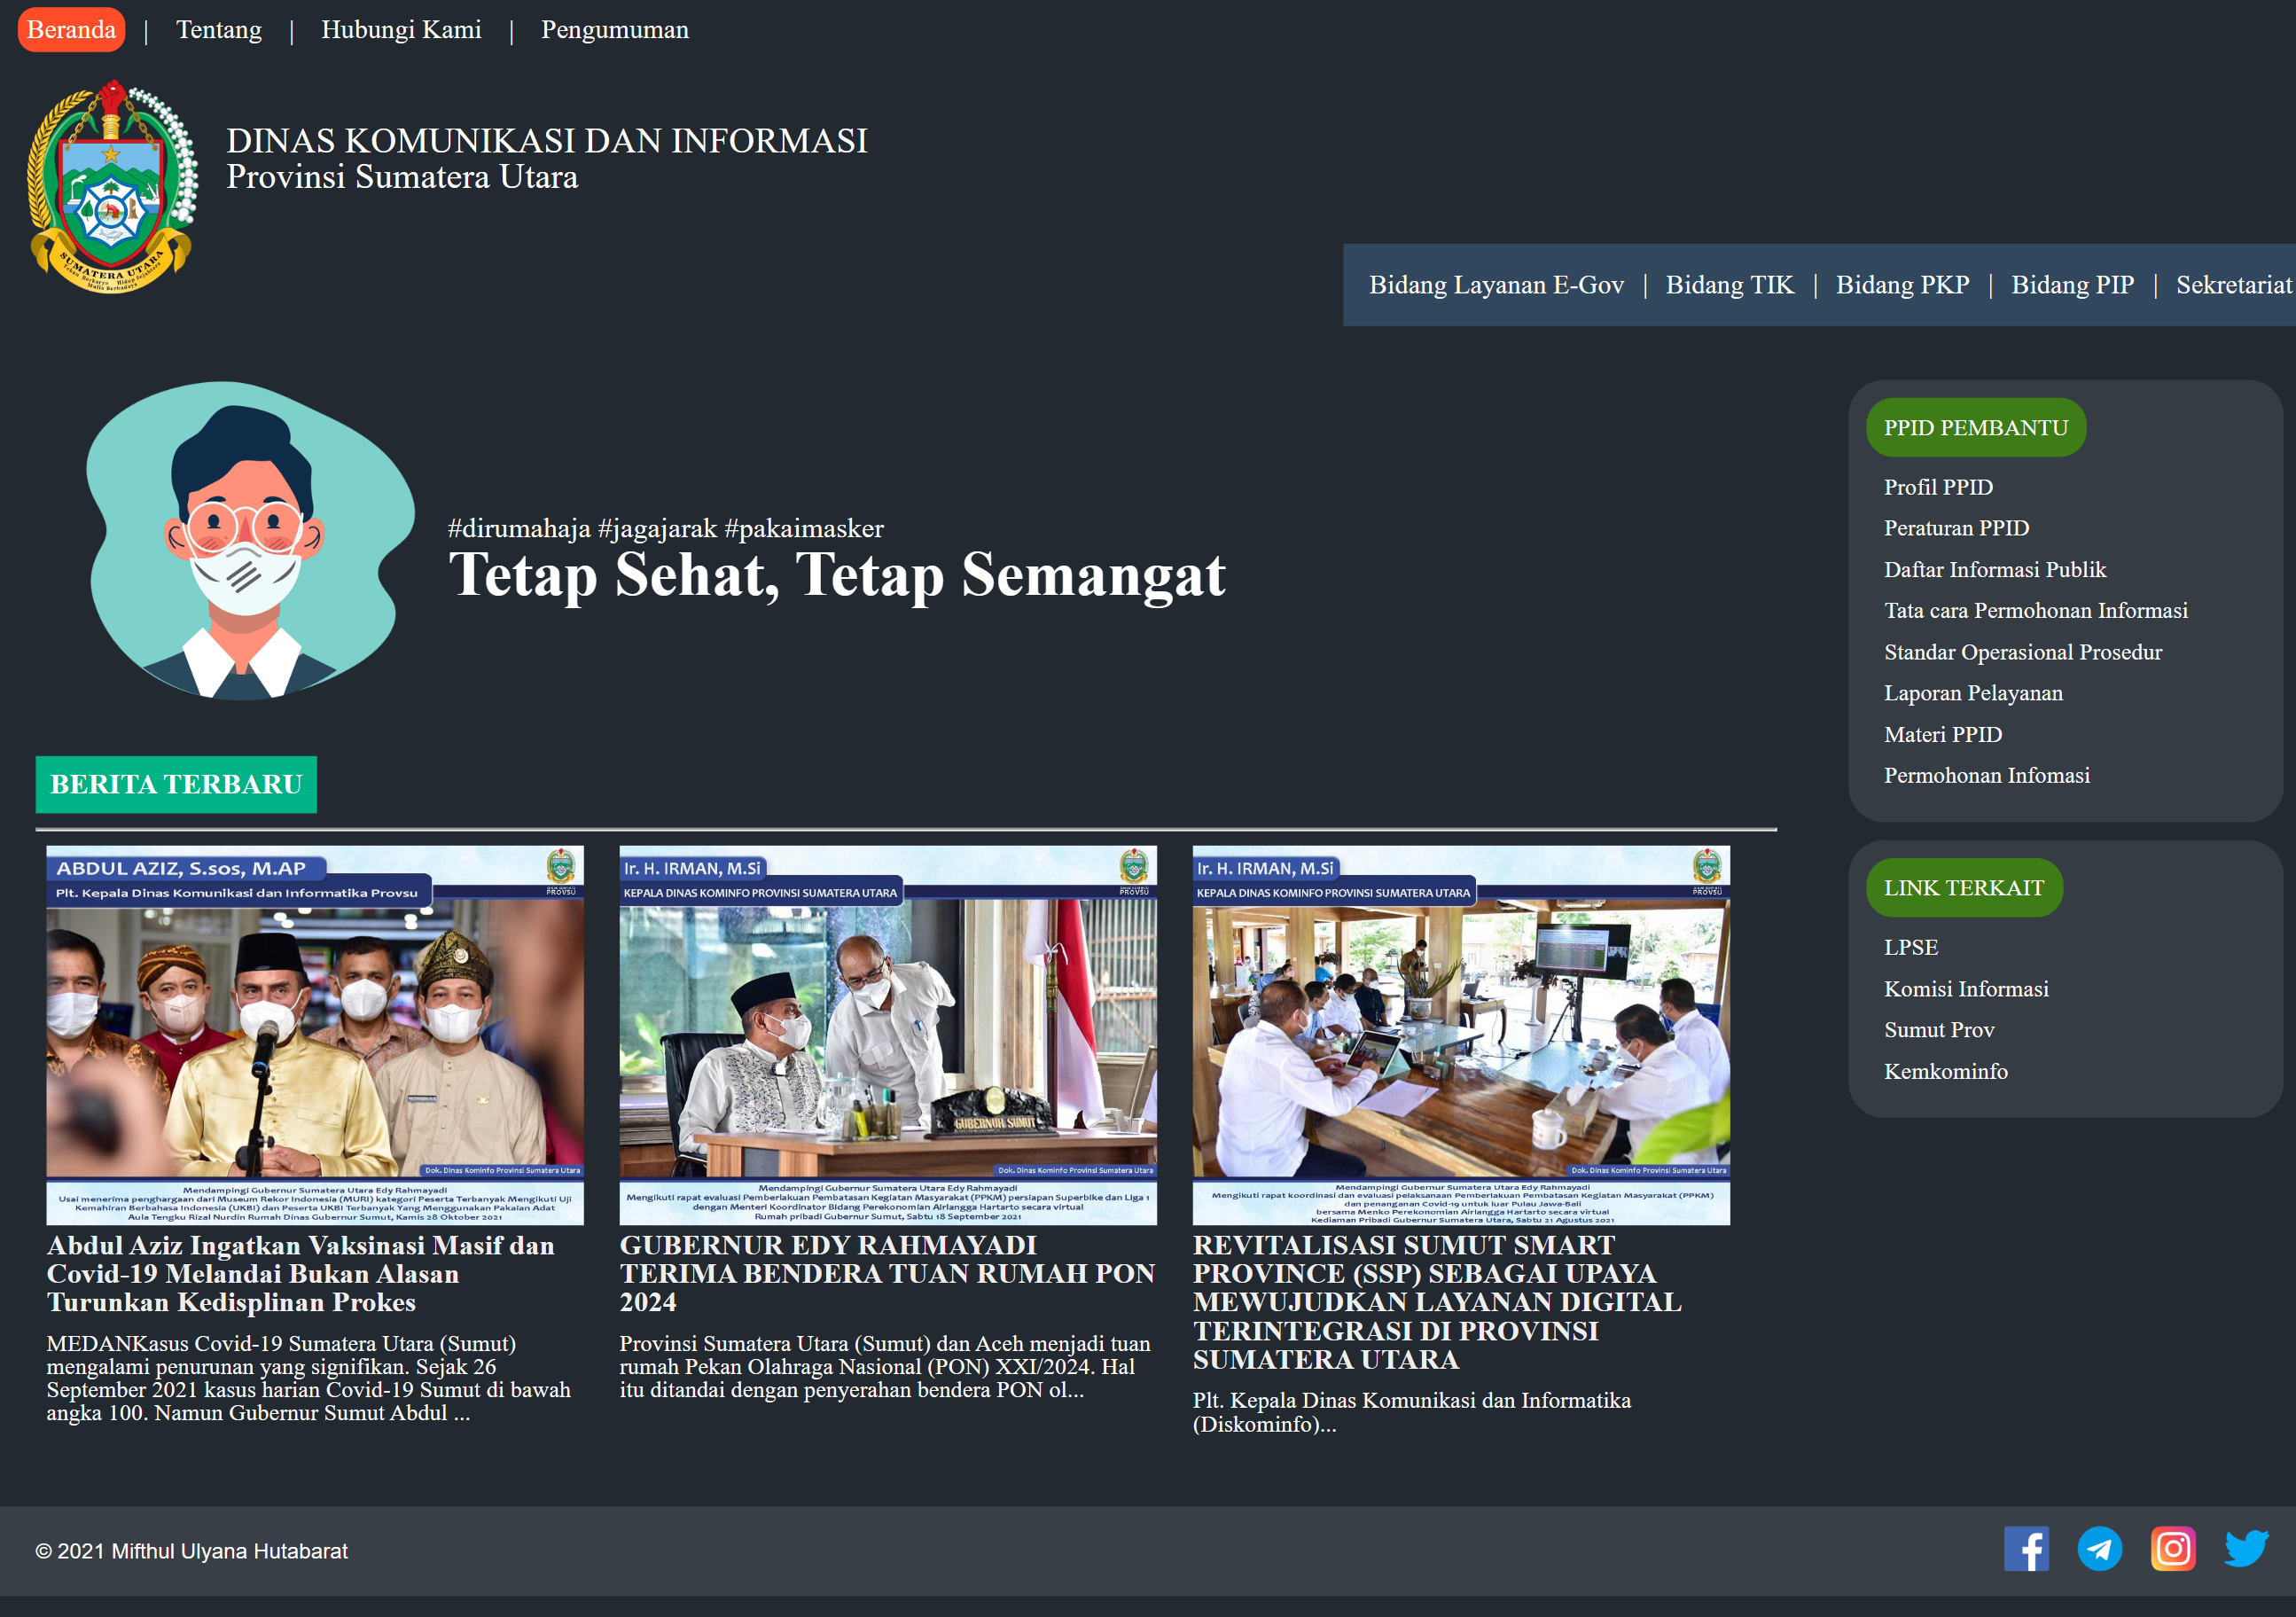 Beranda | Tentang | Hubungi Kami | Pengumuman
DINAS KOMUNIKASI DAN INFORMASI
Provinsi Sumatera Utara
SUMATERA UTARA
Tekun Berkarya Hidup Sejahtera
Mulia Berbudaya
Bidang Layanan E-Gov | Bidang TIK | Bidang PKP | Bidang PIP | Sekretariat
#dirumahaja #jagajarak #pakaimasker
Tetap Sehat, Tetap Semangat
PPID PEMBANTU
Profil PPID
Peraturan PPID
Daftar Informasi Publik
Tata cara Permohonan Informasi
Standar Operasional Prosedur
Laporan Pelayanan
Materi PPID
Permohonan Infomasi
LINK TERKAIT
LPSE
Komisi Informasi
Sumut Prov
Kemkominfo
BERITA TERBARU
ABDUL AZIZ, S.sos, M.AP
Plt. Kepala Dinas Komunikasi dan Informatika Provsu
PROVSU
Dok. Dinas Kominfo Provinsi Sumatera Utara
Mendampingi Gubernur Sumatera Utara Edy Rahmayadi
Usai menerima penghargaan dari Museum Rekor Indonesia (MURI) kategori Peserta Terbanyak Mengikuti Uji
Kemahiran Berbahasa Indonesia (UKBI) dan Peserta UKBI Terbanyak Yang Menggunakan Pakaian Adat
Aula Tengku Rizal Nurdin Rumah Dinas Gubernur Sumut, Kamis 28 Oktober 2021
Abdul Aziz Ingatkan Vaksinasi Masif dan
Covid-19 Melandai Bukan Alasan
Turunkan Kedisplinan Prokes
MEDANKasus Covid-19 Sumatera Utara (Sumut)
mengalami penurunan yang signifikan. Sejak 26
September 2021 kasus harian Covid-19 Sumut di bawah
angka 100. Namun Gubernur Sumut Abdul ...
Ir. H. IRMAN, M.Si
KEPALA DINAS KOMINFO PROVINSI SUMATERA UTARA
PROVSU
GUBERNUR SUMUT
Dok. Dinas Kominfo Provinsi Sumatera Utara
Mendampingi Gubernur Sumatera Utara Edy Rahmayadi
Mengikuti rapat evaluasi Pemberlakuan Pembatasan Kegiatan Masyarakat (PPKM) persiapan Superbike dan Liga 1
dengan Menteri Koordinator Bidang Perekonomian Airlangga Hartarto secara virtual
Rumah pribadi Gubernur Sumut, Sabtu 18 September 2021
GUBERNUR EDY RAHMAYADI
TERIMA BENDERA TUAN RUMAH PON
2024
Provinsi Sumatera Utara (Sumut) dan Aceh menjadi tuan
rumah Pekan Olahraga Nasional (PON) XXI/2024. Hal
itu ditandai dengan penyerahan bendera PON ol...
Ir. H. IRMAN, M.Si
KEPALA DINAS KOMINFO PROVINSI SUMATERA UTARA
PROVSU
Dok. Dinas Kominfo Provinsi Sumatera Utara
Mendampingi Gubernur Sumatera Utara Edy Rahmayadi
Mengikuti rapat koordinasi dan evaluasi pelaksanaan Pemberlakuan Pembatasan Kegiatan Masyarakat (PPKM)
dan penanganan Covid-19 untuk luar Pulau Jawa-Bali
bersama Menko Perekonomian Airlangga Hartarto secara virtual
Kediaman Pribadi Gubernur Sumatera Utara, Sabtu 21 Agustus 2021
REVITALISASI SUMUT SMART
PROVINCE (SSP) SEBAGAI UPAYA
MEWUJUDKAN LAYANAN DIGITAL
TERINTEGRASI DI PROVINSI
SUMATERA UTARA
Plt. Kepala Dinas Komunikasi dan Informatika
(Diskominfo)...
© 2021 Mifthul Ulyana Hutabarat